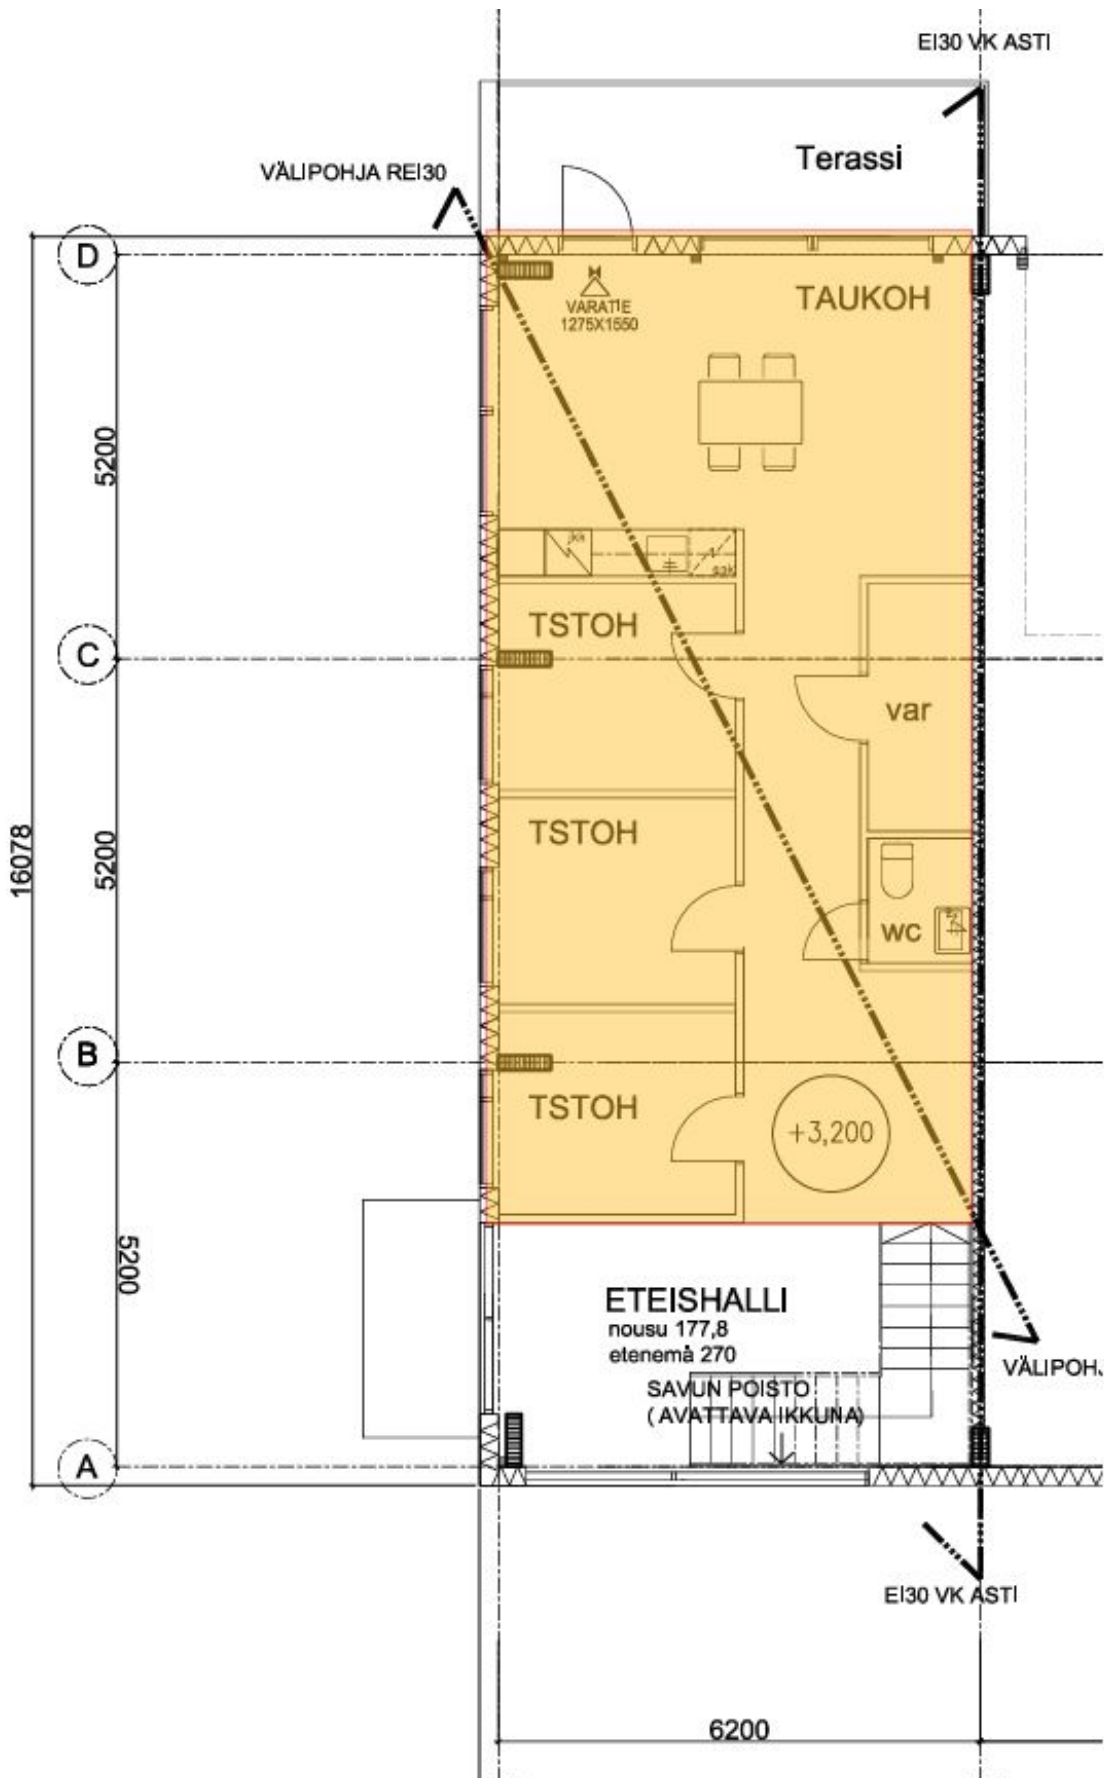 EI30 VK ASTI
Terassi
VÄLIPOHJA REI30
D
TAUKOH
VARATIE
1275X1550
5200
jkk
TSTOH
C
var
TSTOH
16078
5200
WC
B
TSTOH
+3,200
5200
ETEISHALLI
nousu 177,8
etenemä 270
VÄLIPOHJ
SAVUN POISTO
( AVATTAVA IKKUNA)
A
EI30 VK ASTI
6200